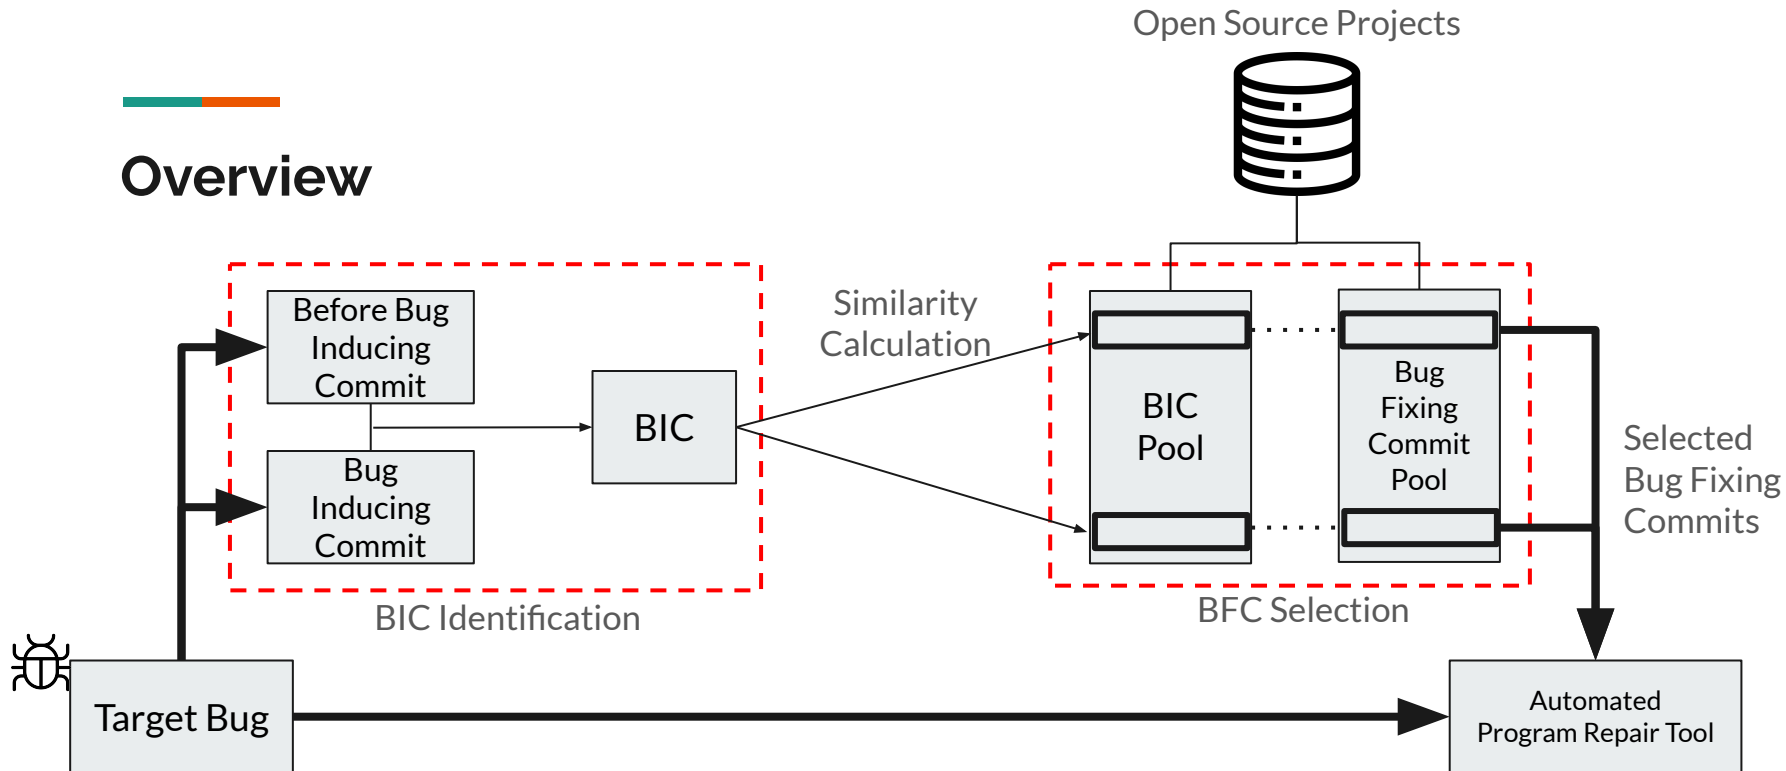 Open Source Projects
Overview
Before Bug
Inducing
Commit
Bug
Inducing
Commit
BIC
BIC Identification
Similarity
Calculation
BIC
Pool
Bug
Fixing
Commit
Pool
BFC Selection
Selected
Bug Fixing
Commits
Target Bug
Automated
Program Repair Tool